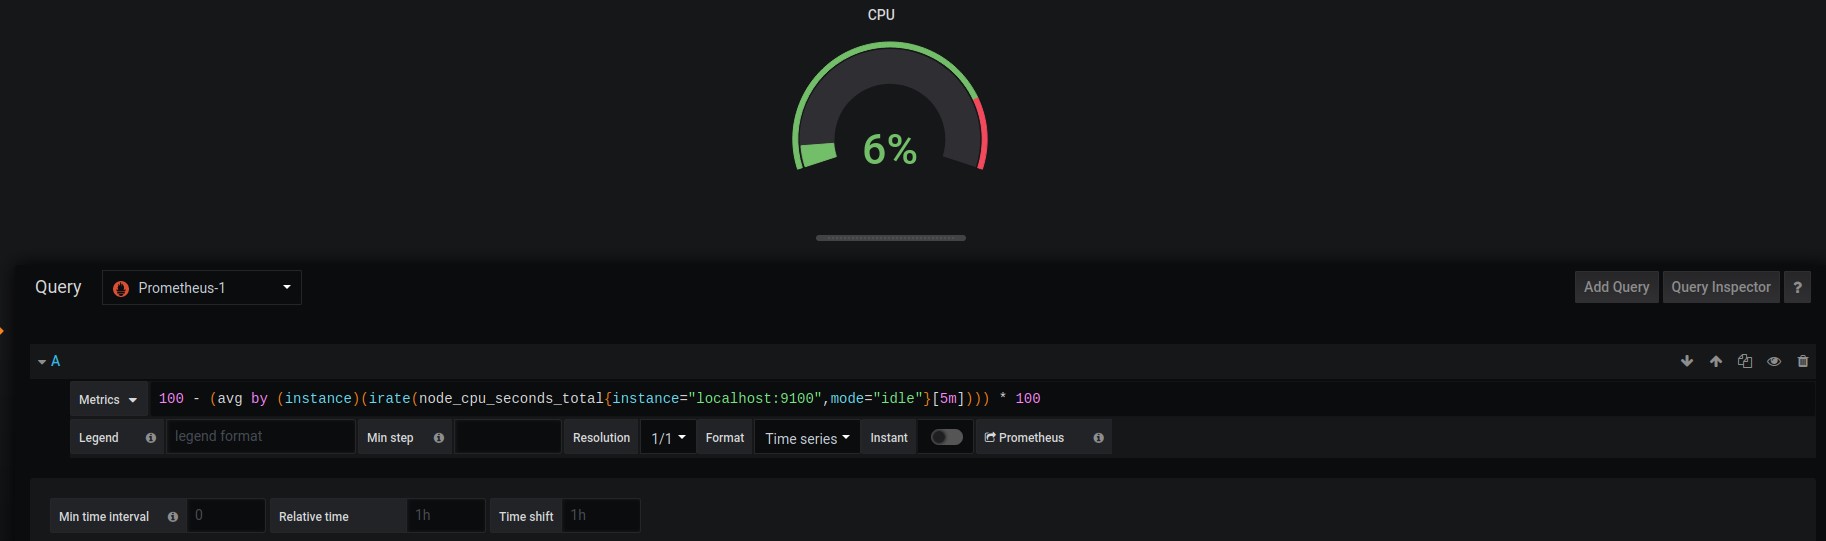 CPU
6%
Query Prometheus-1 Add Query Query Inspector ?
A
Metrics 100 - (avg by (instance)(irate(node_cpu_seconds_total{instance="localhost:9100",mode="idle"}[5m]))) * 100
Legend legend format Min step Resolution 1/1 Format Time series Instant Prometheus
Min time interval 0 Relative time 1h Time shift 1h